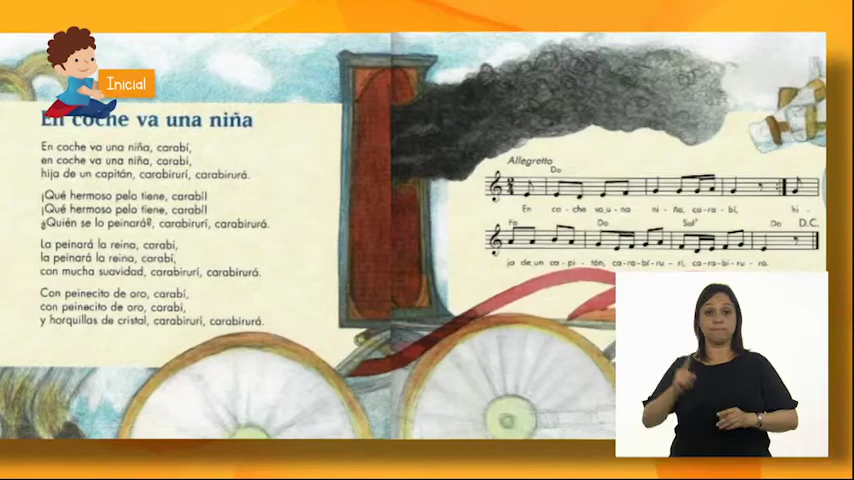 Inicial
En coche va una niña
En coche va una niña, carabí,
en coche va una niña, carabí,
hija de un capitán, carabirurí, carabirurá.
¡Qué hermoso pelo tiene, carabí!
¡Qué hermoso pelo tiene, carabí!
¿Quién se lo peinará?, carabirurí, carabirurá.
La peinará la reina, carabí,
la peinará la reina, carabí,
con mucha suavidad, carabirurí, carabirurá.
Con peinecito de oro, carabí,
con peinecito de oro, carabí,
y horquillas de cristal, carabirurí, carabirurá.
Allegretto
Do
En co - che va u - na ni - ña, ca - ra - bí, hi -
Fa Do Sol7 Do D.C.
ja de un ca - pi - tán, ca - ra - bi - ru - rí, ca - ra - bi - ru - rá.